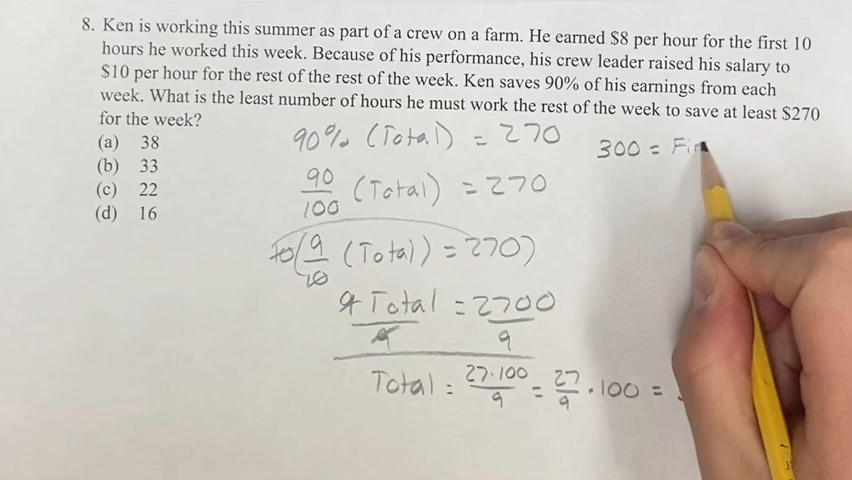 8. Ken is working this summer as part of a crew on a farm. He earned $8 per hour for the first 10
hours he worked this week. Because of his performance, his crew leader raised his salary to
$10 per hour for the rest of the rest of the week. Ken saves 90% of his earnings from each
week. What is the least number of hours he must work the rest of the week to save at least $270
for the week?
(a) 38
(b) 33
(c) 22
(d) 16
90% (Total) = 270
300 = Fi
90/100 (Total) = 270
10(9/10 (Total) = 270)
9 Total/9 = 2700/9
Total = 27·100/9 = 27/9 · 100 =